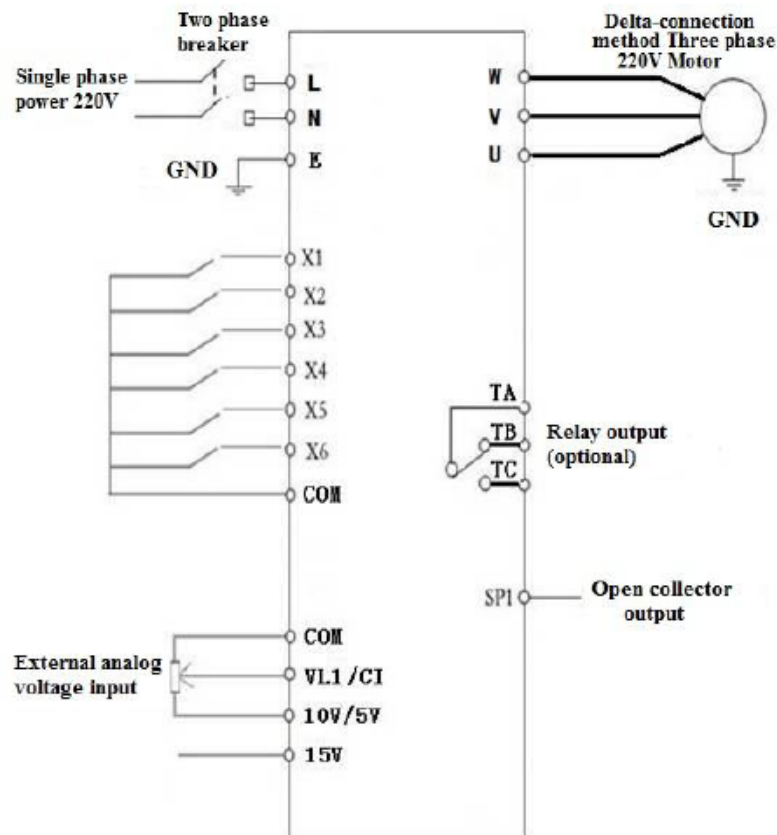 Two phase
breaker
Single phase
power 220V
L
N
E
GND
Delta-connection
method Three phase
220V Motor
W
V
U
GND
X1
X2
X3
X4
X5
X6
COM
TA
TB
TC
Relay output
(optional)
SP1
Open collector
output
External analog
voltage input
COM
VL1/CI
10V/5V
15V